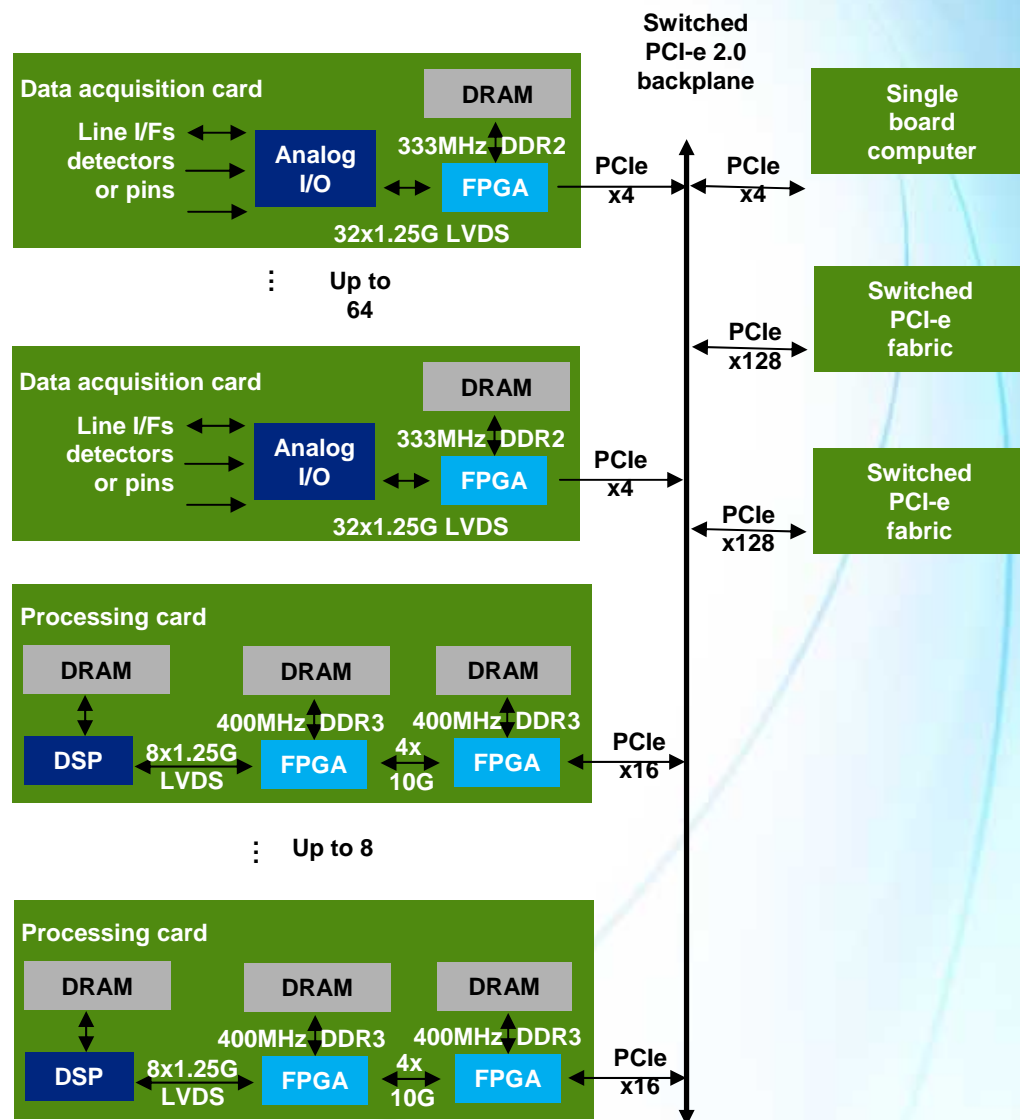 Switched
PCI-e 2.0
backplane
Data acquisition card
DRAM
Line I/Fs
detectors
or pins
Analog
I/O
333MHz DDR2
FPGA
32x1.25G LVDS
PCIe
x4
PCIe
x4
Single
board
computer
⋮ Up to
64
Switched
PCI-e
fabric
PCIe
x128
Data acquisition card
DRAM
Line I/Fs
detectors
or pins
Analog
I/O
333MHz DDR2
FPGA
32x1.25G LVDS
PCIe
x4
Switched
PCI-e
fabric
PCIe
x128
Processing card
DRAM
DRAM
DRAM
400MHz DDR3
400MHz DDR3
DSP
8x1.25G
LVDS
FPGA
4x
10G
FPGA
PCIe
x16
⋮ Up to 8
Processing card
DRAM
DRAM
DRAM
400MHz DDR3
400MHz DDR3
DSP
8x1.25G
LVDS
FPGA
4x
10G
FPGA
PCIe
x16